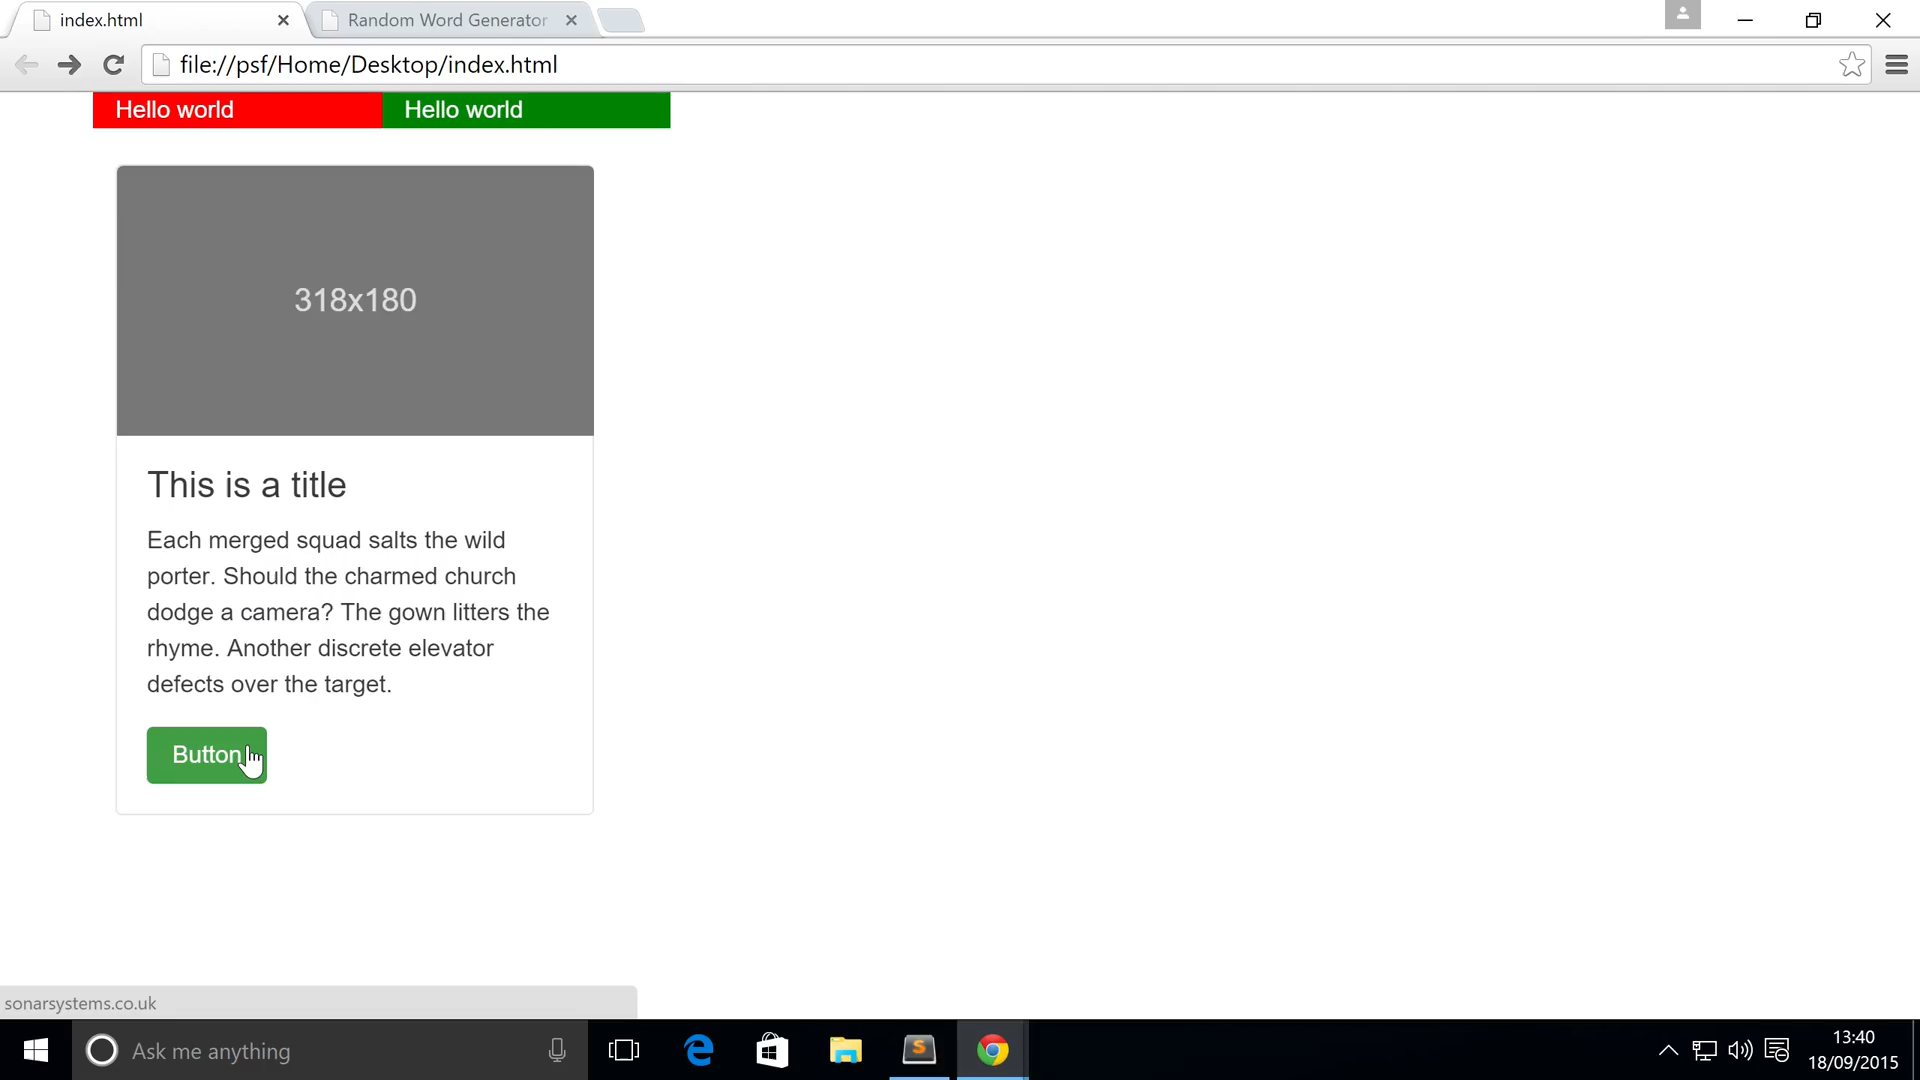 index.html
Random Word Generator
file://psf/Home/Desktop/index.html
Hello world
Hello world
318x180
This is a title
Each merged squad salts the wild
porter. Should the charmed church
dodge a camera? The gown litters the
rhyme. Another discrete elevator
defects over the target.
Button
sonarsystems.co.uk
Ask me anything
S
13:40
18/09/2015